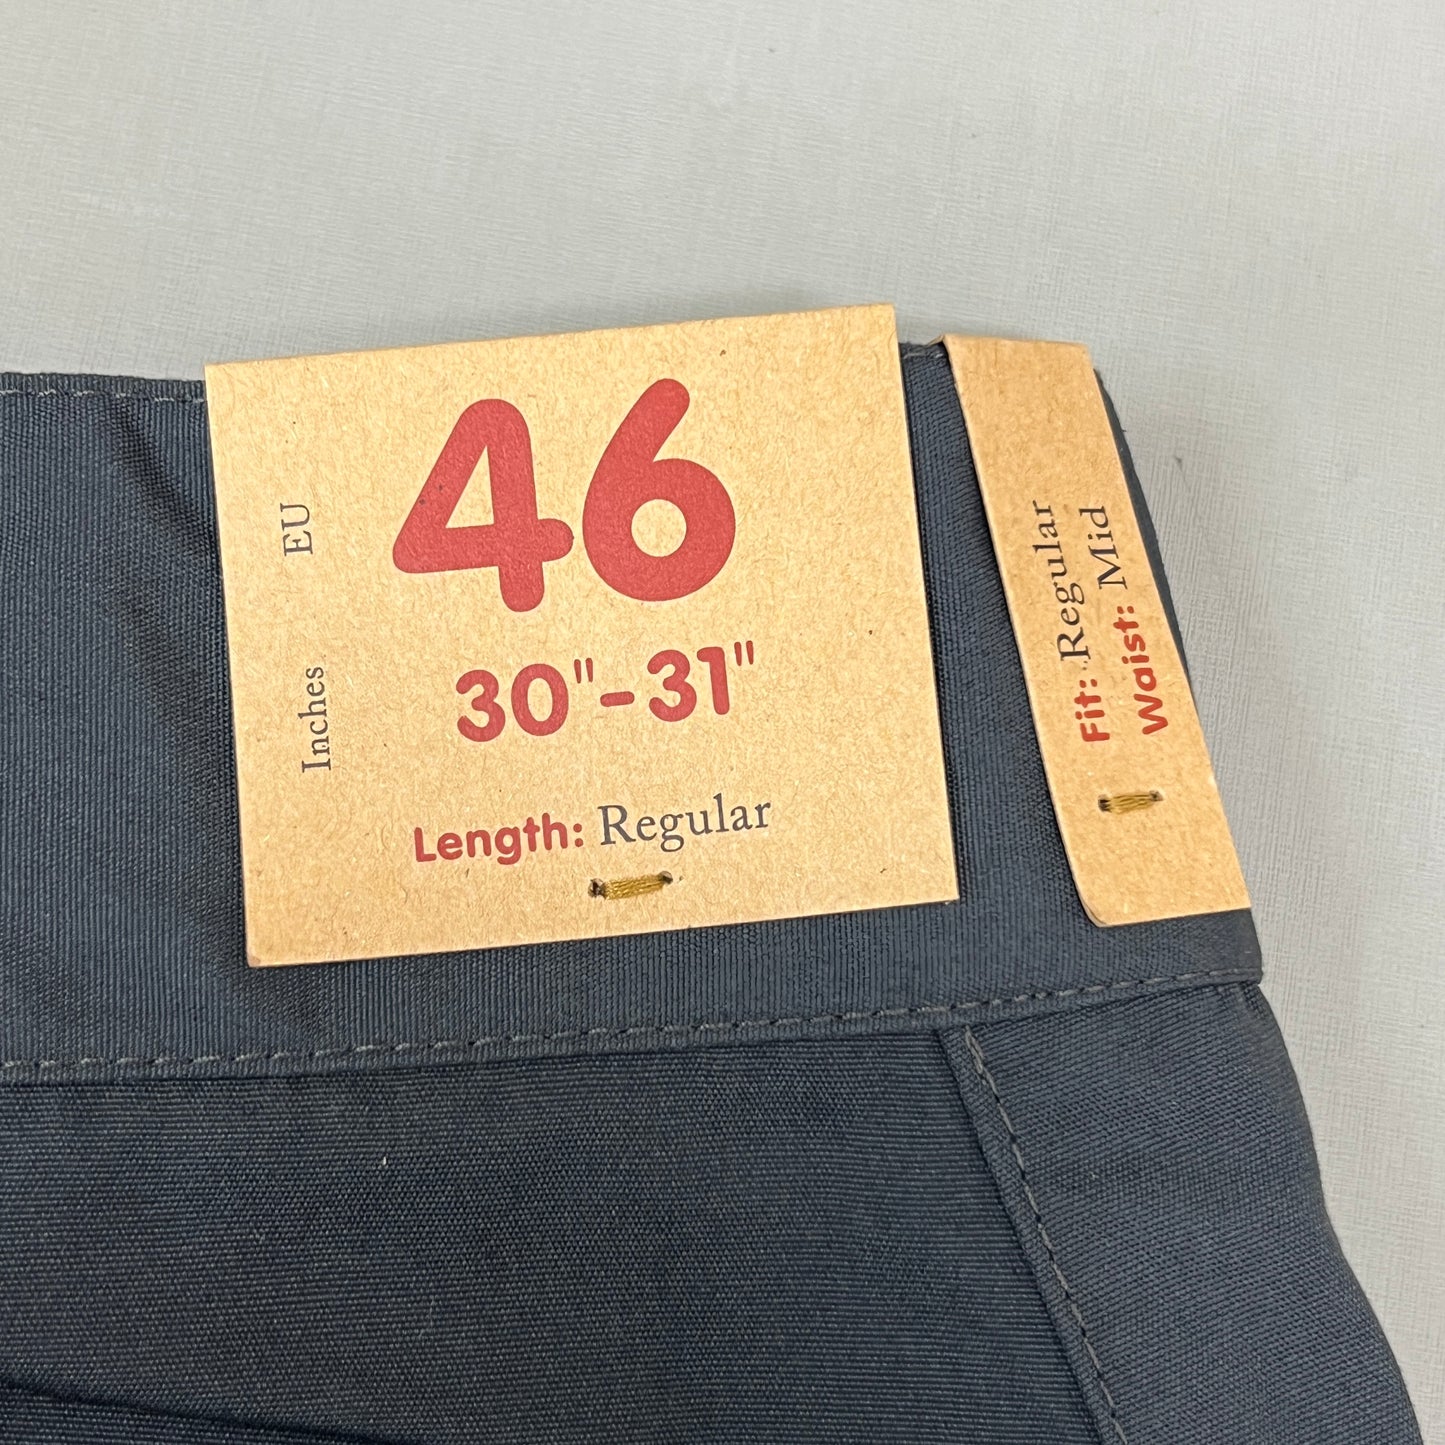 EU 46
Inches 30"-31"
Length: Regular
Fit: Regular
Waist: Mid